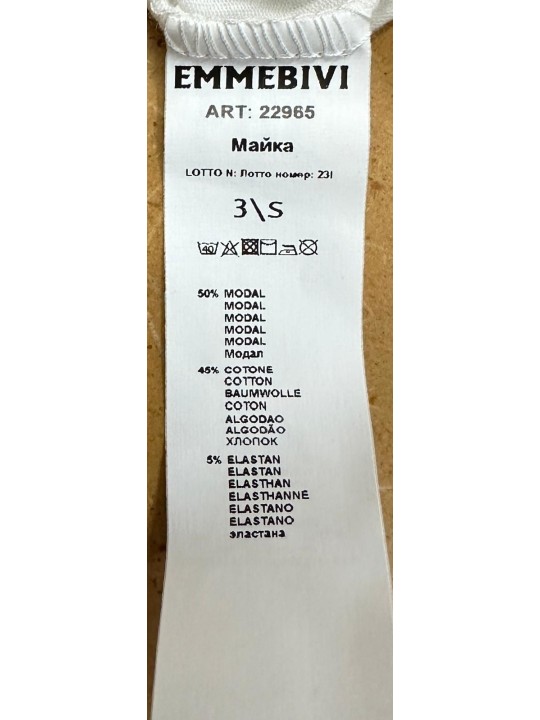 EMMEBIVI
ART: 22965
Майка
LOTTO N: Лотто номер: 231
3\S
40
50% MODAL
MODAL
MODAL
MODAL
MODAL
Модал
45% COTONE
COTTON
BAUMWOLLE
COTON
ALGODAO
ALGODÃO
ХЛОПОК
5% ELASTAN
ELASTAN
ELASTHAN
ELASTHANNE
ELASTANO
ELASTANO
эластана